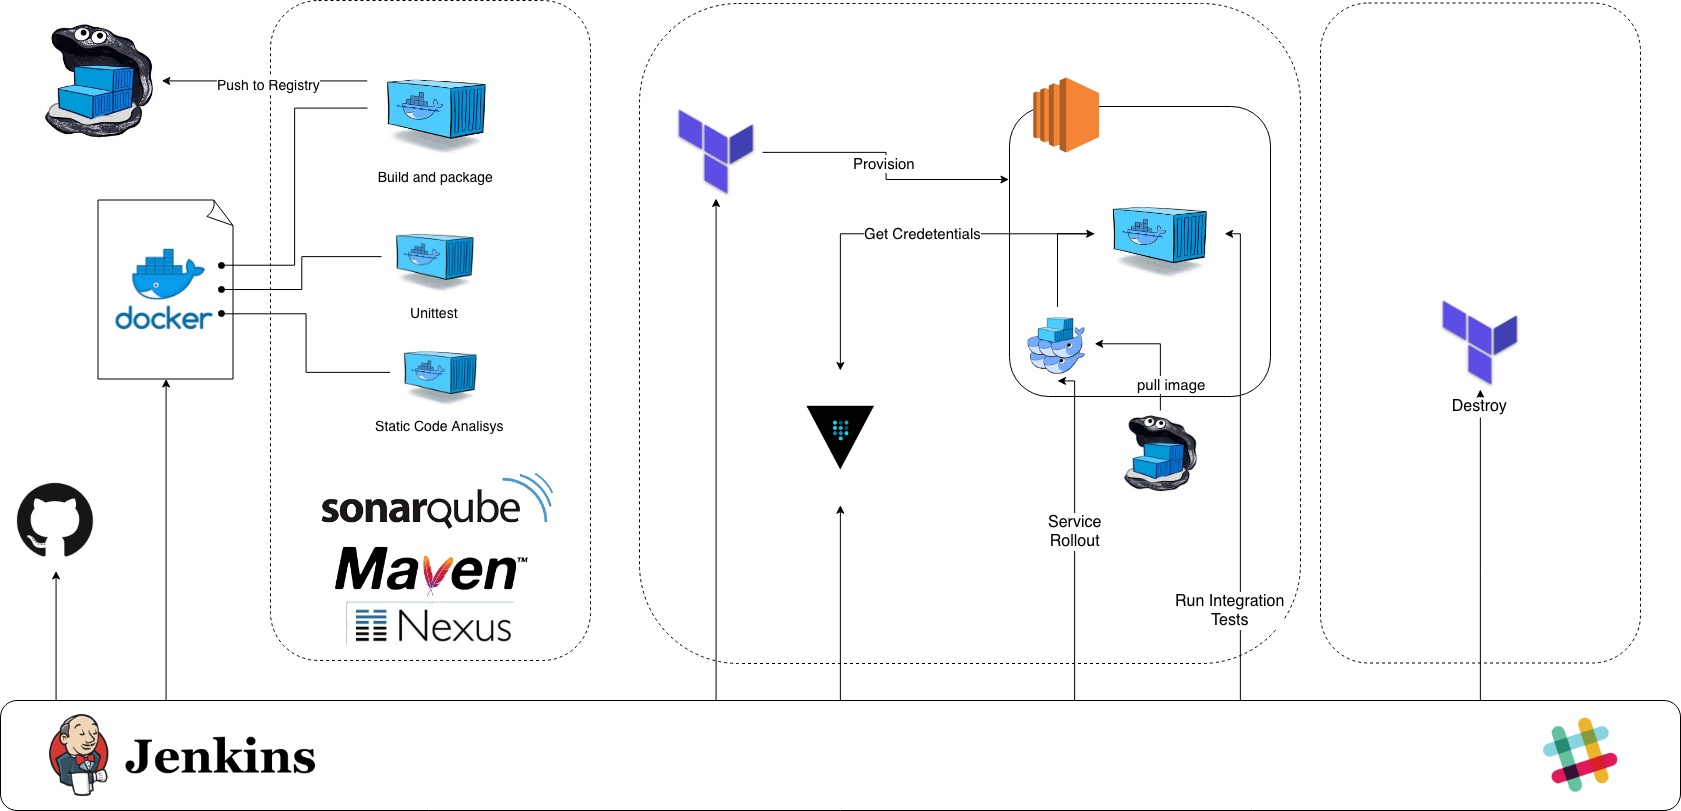 Push to Registry
Build and package
docker
Unittest
Static Code Analisys
sonarqube
Maven™
Nexus
Provision
Get Credetentials
pull image
Service
Rollout
Run Integration
Tests
Destroy
Jenkins